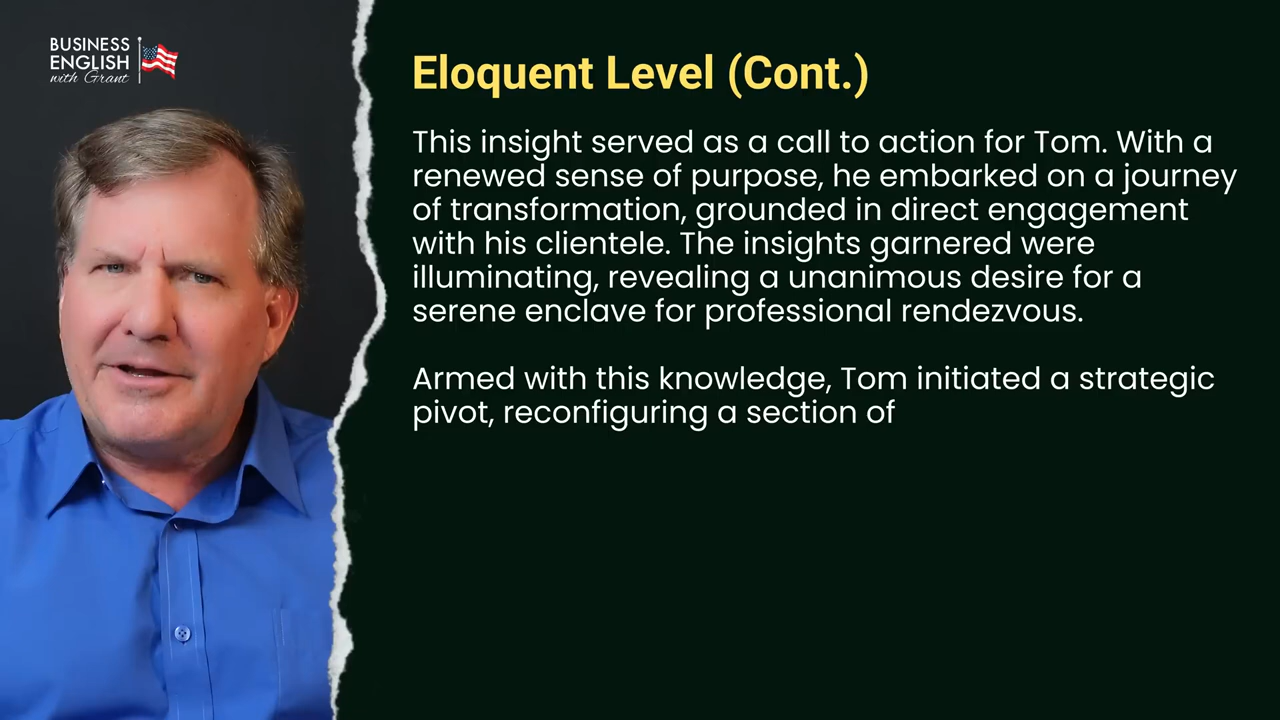 BUSINESS
ENGLISH
with Grant
Eloquent Level (Cont.)
This insight served as a call to action for Tom. With a
renewed sense of purpose, he embarked on a journey
of transformation, grounded in direct engagement
with his clientele. The insights garnered were
illuminating, revealing a unanimous desire for a
serene enclave for professional rendezvous.
Armed with this knowledge, Tom initiated a strategic
pivot, reconfiguring a section of